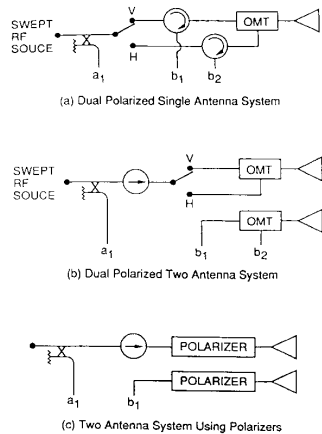 SWEPT
RF
SOUCE
V
H
OMT
a1
b1
b2
(a) Dual Polarized Single Antenna System
SWEPT
RF
SOUCE
V
H
OMT
OMT
a1
b1
b2
(b) Dual Polarized Two Antenna System
POLARIZER
POLARIZER
a1
b1
(c) Two Antenna System Using Polarizers